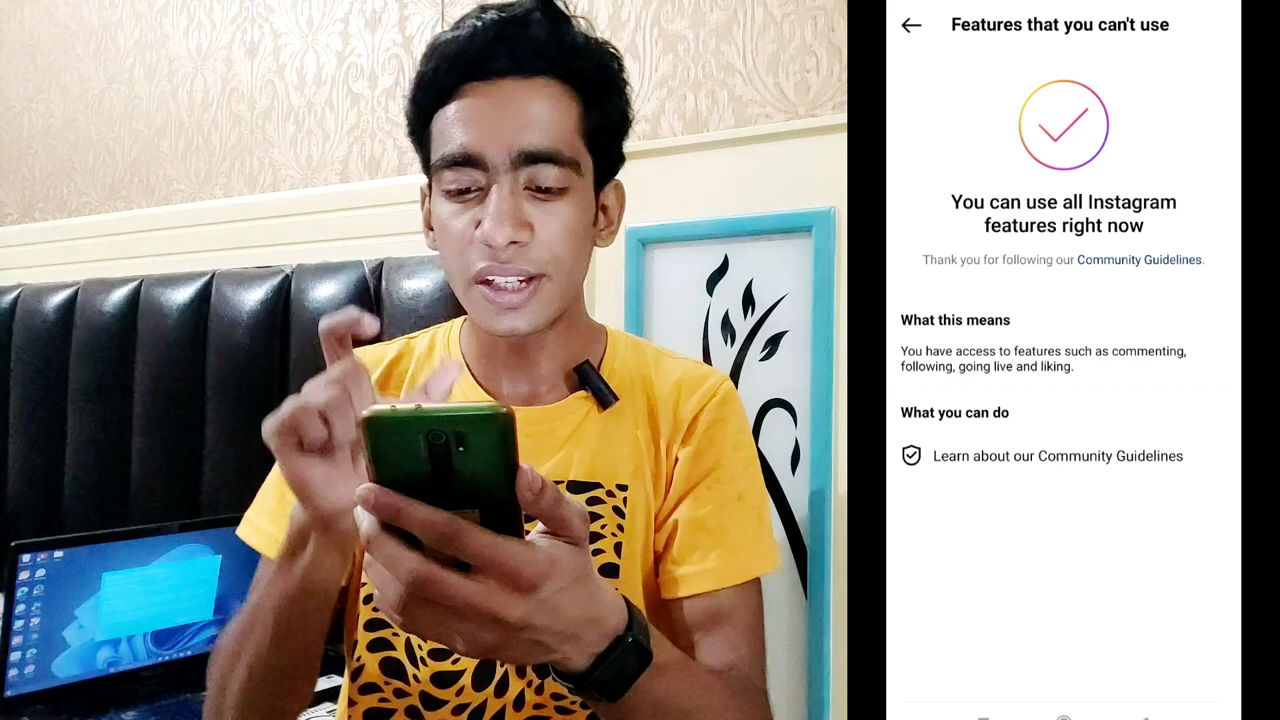 Features that you can't use
You can use all Instagram
features right now
Thank you for following our Community Guidelines.
What this means
You have access to features such as commenting,
following, going live and liking.
What you can do
Learn about our Community Guidelines